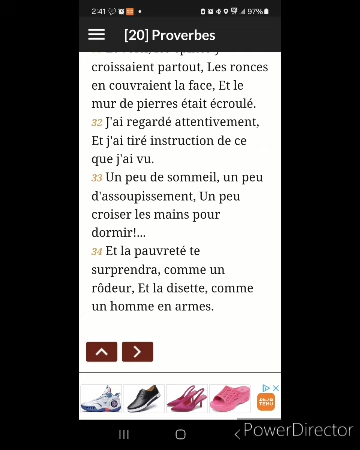 2:41
97%
[20] Proverbes
croissaient partout, Les ronces
en couvraient la face, Et le
mur de pierres était écroulé.
32 J'ai regardé attentivement,
Et j'ai tiré instruction de ce
que j'ai vu.
33 Un peu de sommeil, un peu
d'assoupissement, Un peu
croiser les mains pour
dormir!...
34 Et la pauvreté te
surprendra, comme un
rôdeur, Et la disette, comme
un homme en armes.
TEMU
PowerDirector